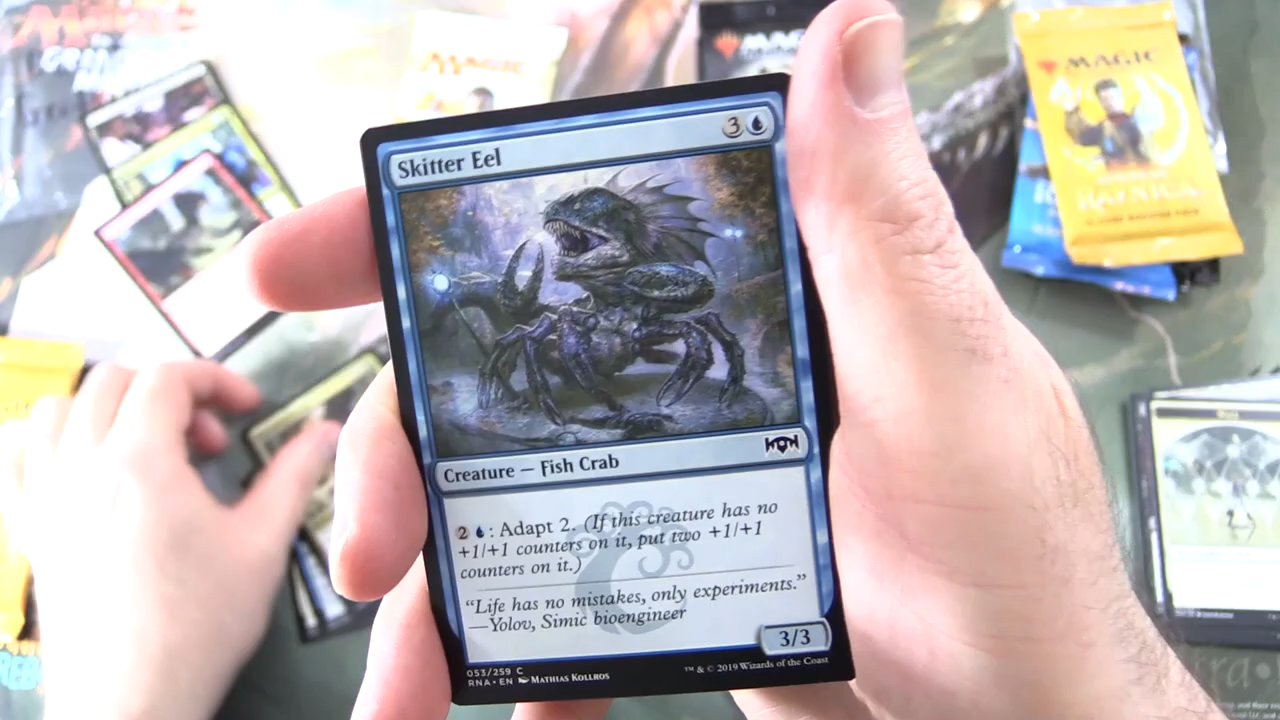 MAGIC
MAGIC
MAGIC
RAVNICA
Skitter Eel
3
Creature — Fish Crab
2 : Adapt 2. (If this creature has no
+1/+1 counters on it, put two +1/+1
counters on it.)
"Life has no mistakes, only experiments."
—Yolov, Simic bioengineer
3/3
053/259 C
RNA • EN Mathias Kollros
™ & © 2019 Wizards of the Coast